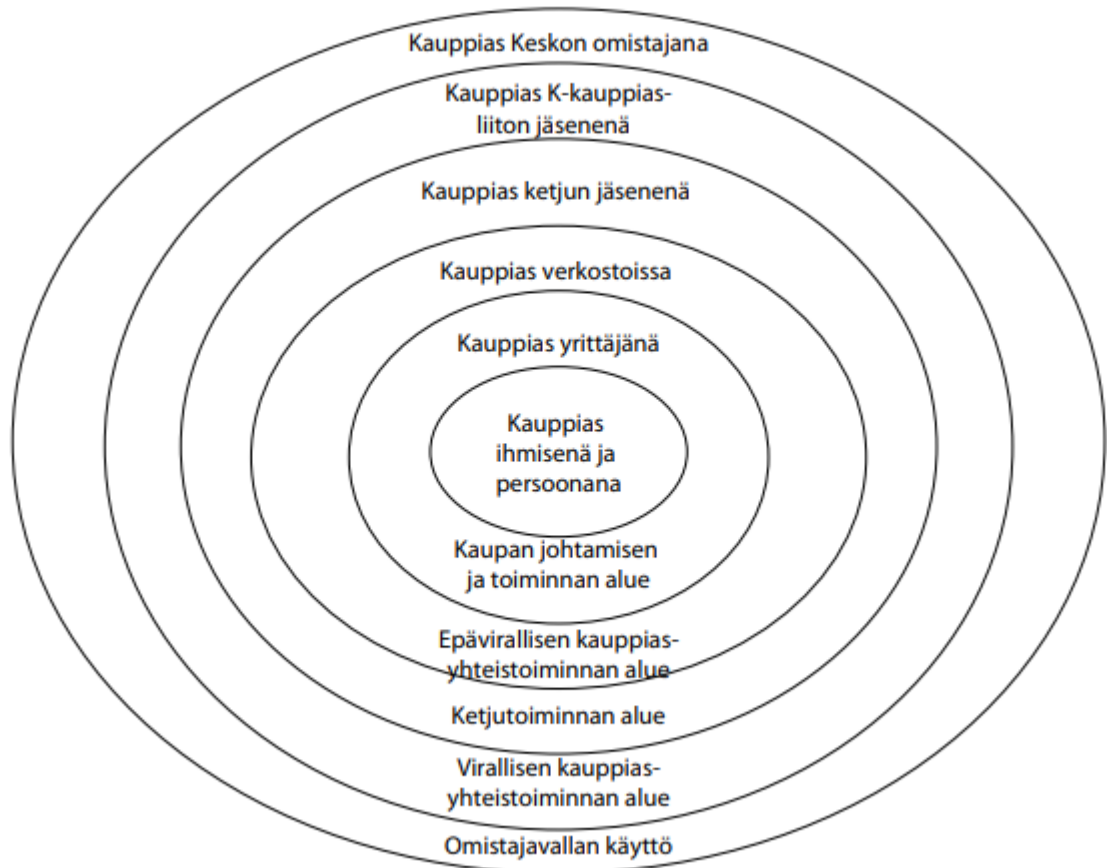 Kauppias Keskon omistajana
Kauppias K-kauppias-
liiton jäsenenä
Kauppias ketjun jäsenenä
Kauppias verkostoissa
Kauppias yrittäjänä
Kauppias
ihmisenä ja
persoonana
Kaupan johtamisen
ja toiminnan alue
Epävirallisen kauppias-
yhteistoiminnan alue
Ketjutoiminnan alue
Virallisen kauppias-
yhteistoiminnan alue
Omistajavallan käyttö